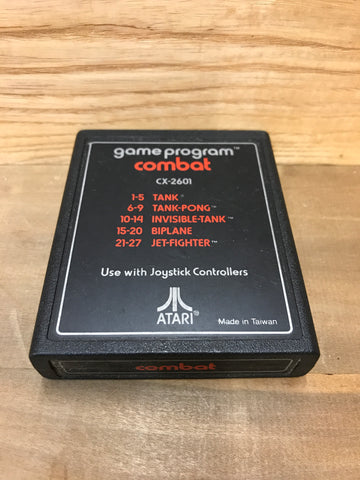 game program™
combat
CX-2601
1-5 TANK®
6-9 TANK-PONG™
10-14 INVISIBLE-TANK™
15-20 BIPLANE
21-27 JET-FIGHTER™
Use with Joystick Controllers
ATARI®
Made in Taiwan
combat